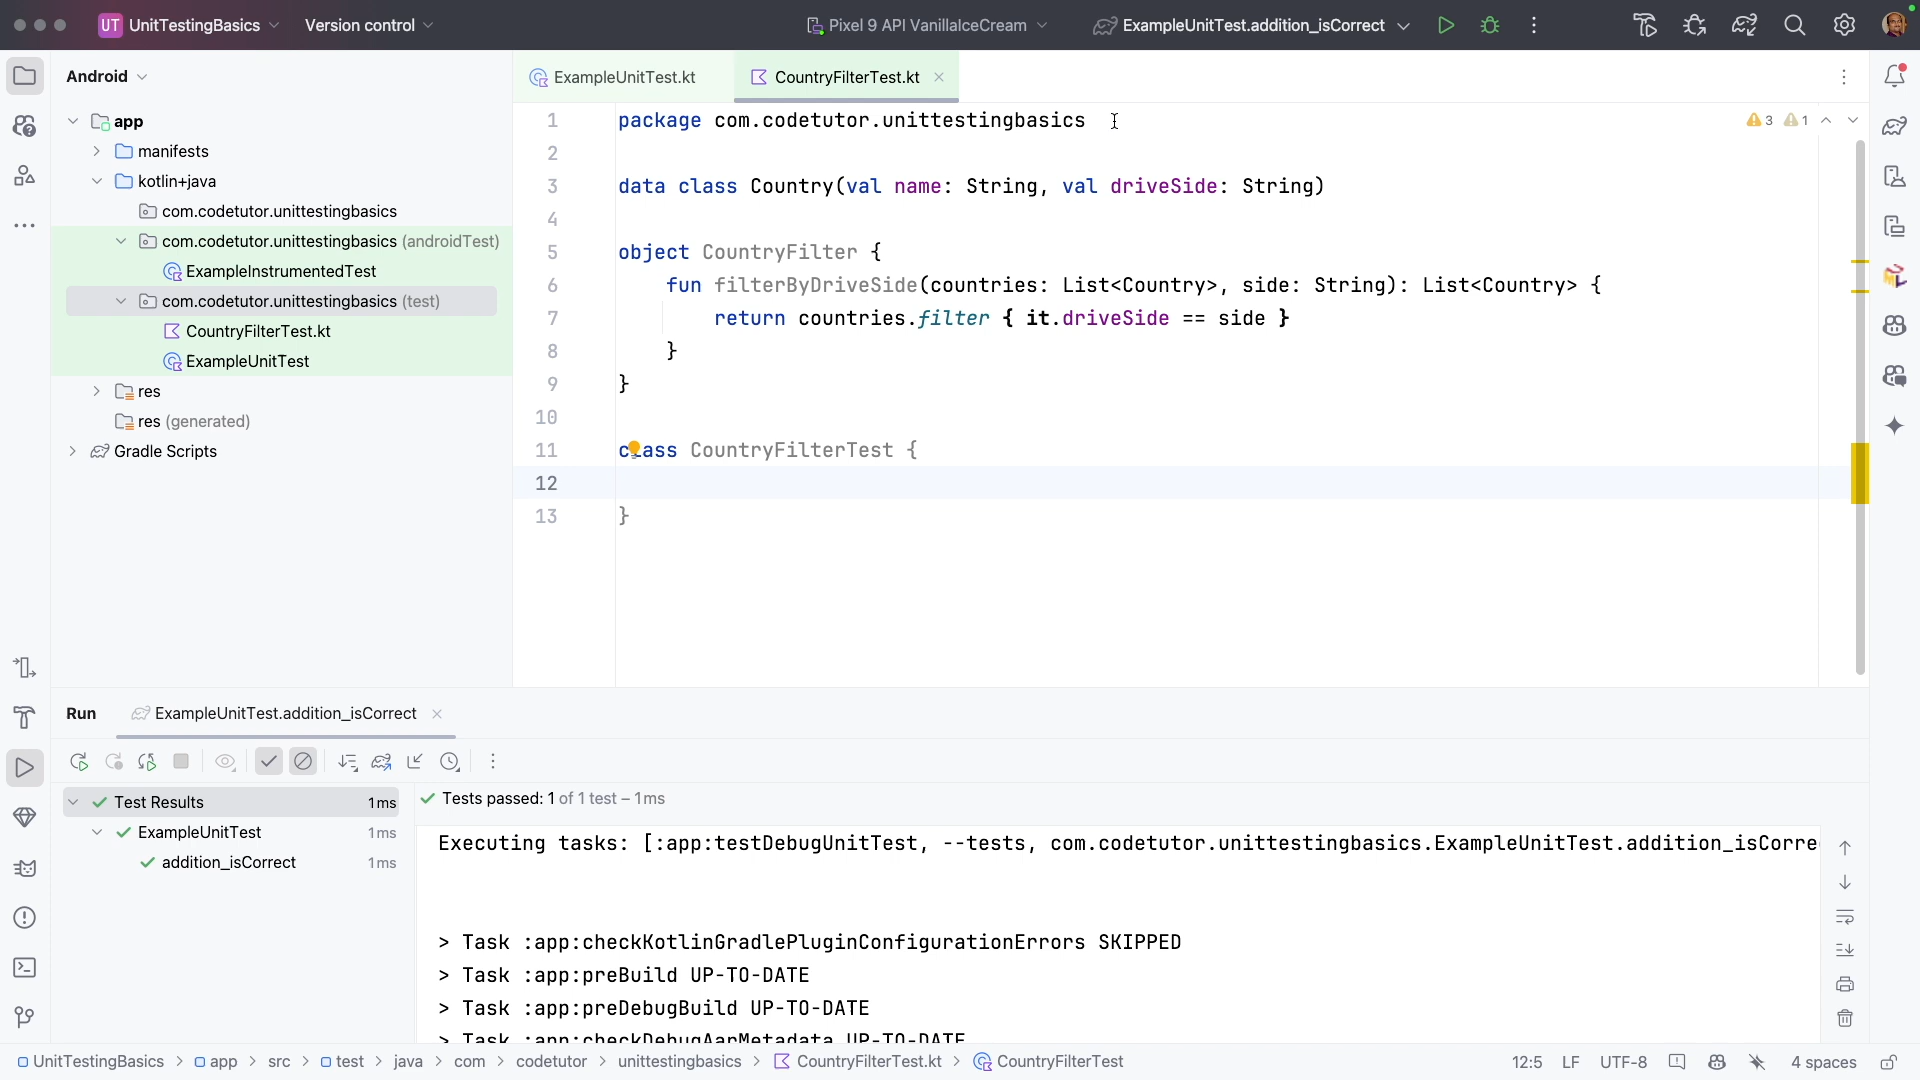 UT UnitTestingBasics Version control Pixel 9 API VanillaIceCream ExampleUnitTest.addition_isCorrect
Android
ExampleUnitTest.kt CountryFilterTest.kt
app
manifests
kotlin+java
com.codetutor.unittestingbasics
com.codetutor.unittestingbasics (androidTest)
ExampleInstrumentedTest
com.codetutor.unittestingbasics (test)
CountryFilterTest.kt
ExampleUnitTest
res
res (generated)
Gradle Scripts
3 1
1 package com.codetutor.unittestingbasics
2
3 data class Country(val name: String, val driveSide: String)
4
5 object CountryFilter {
6 fun filterByDriveSide(countries: List<Country>, side: String): List<Country> {
7 return countries.filter { it.driveSide == side }
8 }
9 }
10
11 class CountryFilterTest {
12
13 }
Run ExampleUnitTest.addition_isCorrect
Test Results 1ms
ExampleUnitTest 1ms
addition_isCorrect 1ms
Tests passed: 1 of 1 test – 1ms
Executing tasks: [:app:testDebugUnitTest, --tests, com.codetutor.unittestingbasics.ExampleUnitTest.addition_isCorre
> Task :app:checkKotlinGradlePluginConfigurationErrors SKIPPED
> Task :app:preBuild UP-TO-DATE
> Task :app:preDebugBuild UP-TO-DATE
> Task :app:checkDebugAarMetadata UP-TO-DATE
UnitTestingBasics > app > src > test > java > com > codetutor > unittestingbasics > CountryFilterTest.kt > CountryFilterTest 12:5 LF UTF-8 4 spaces